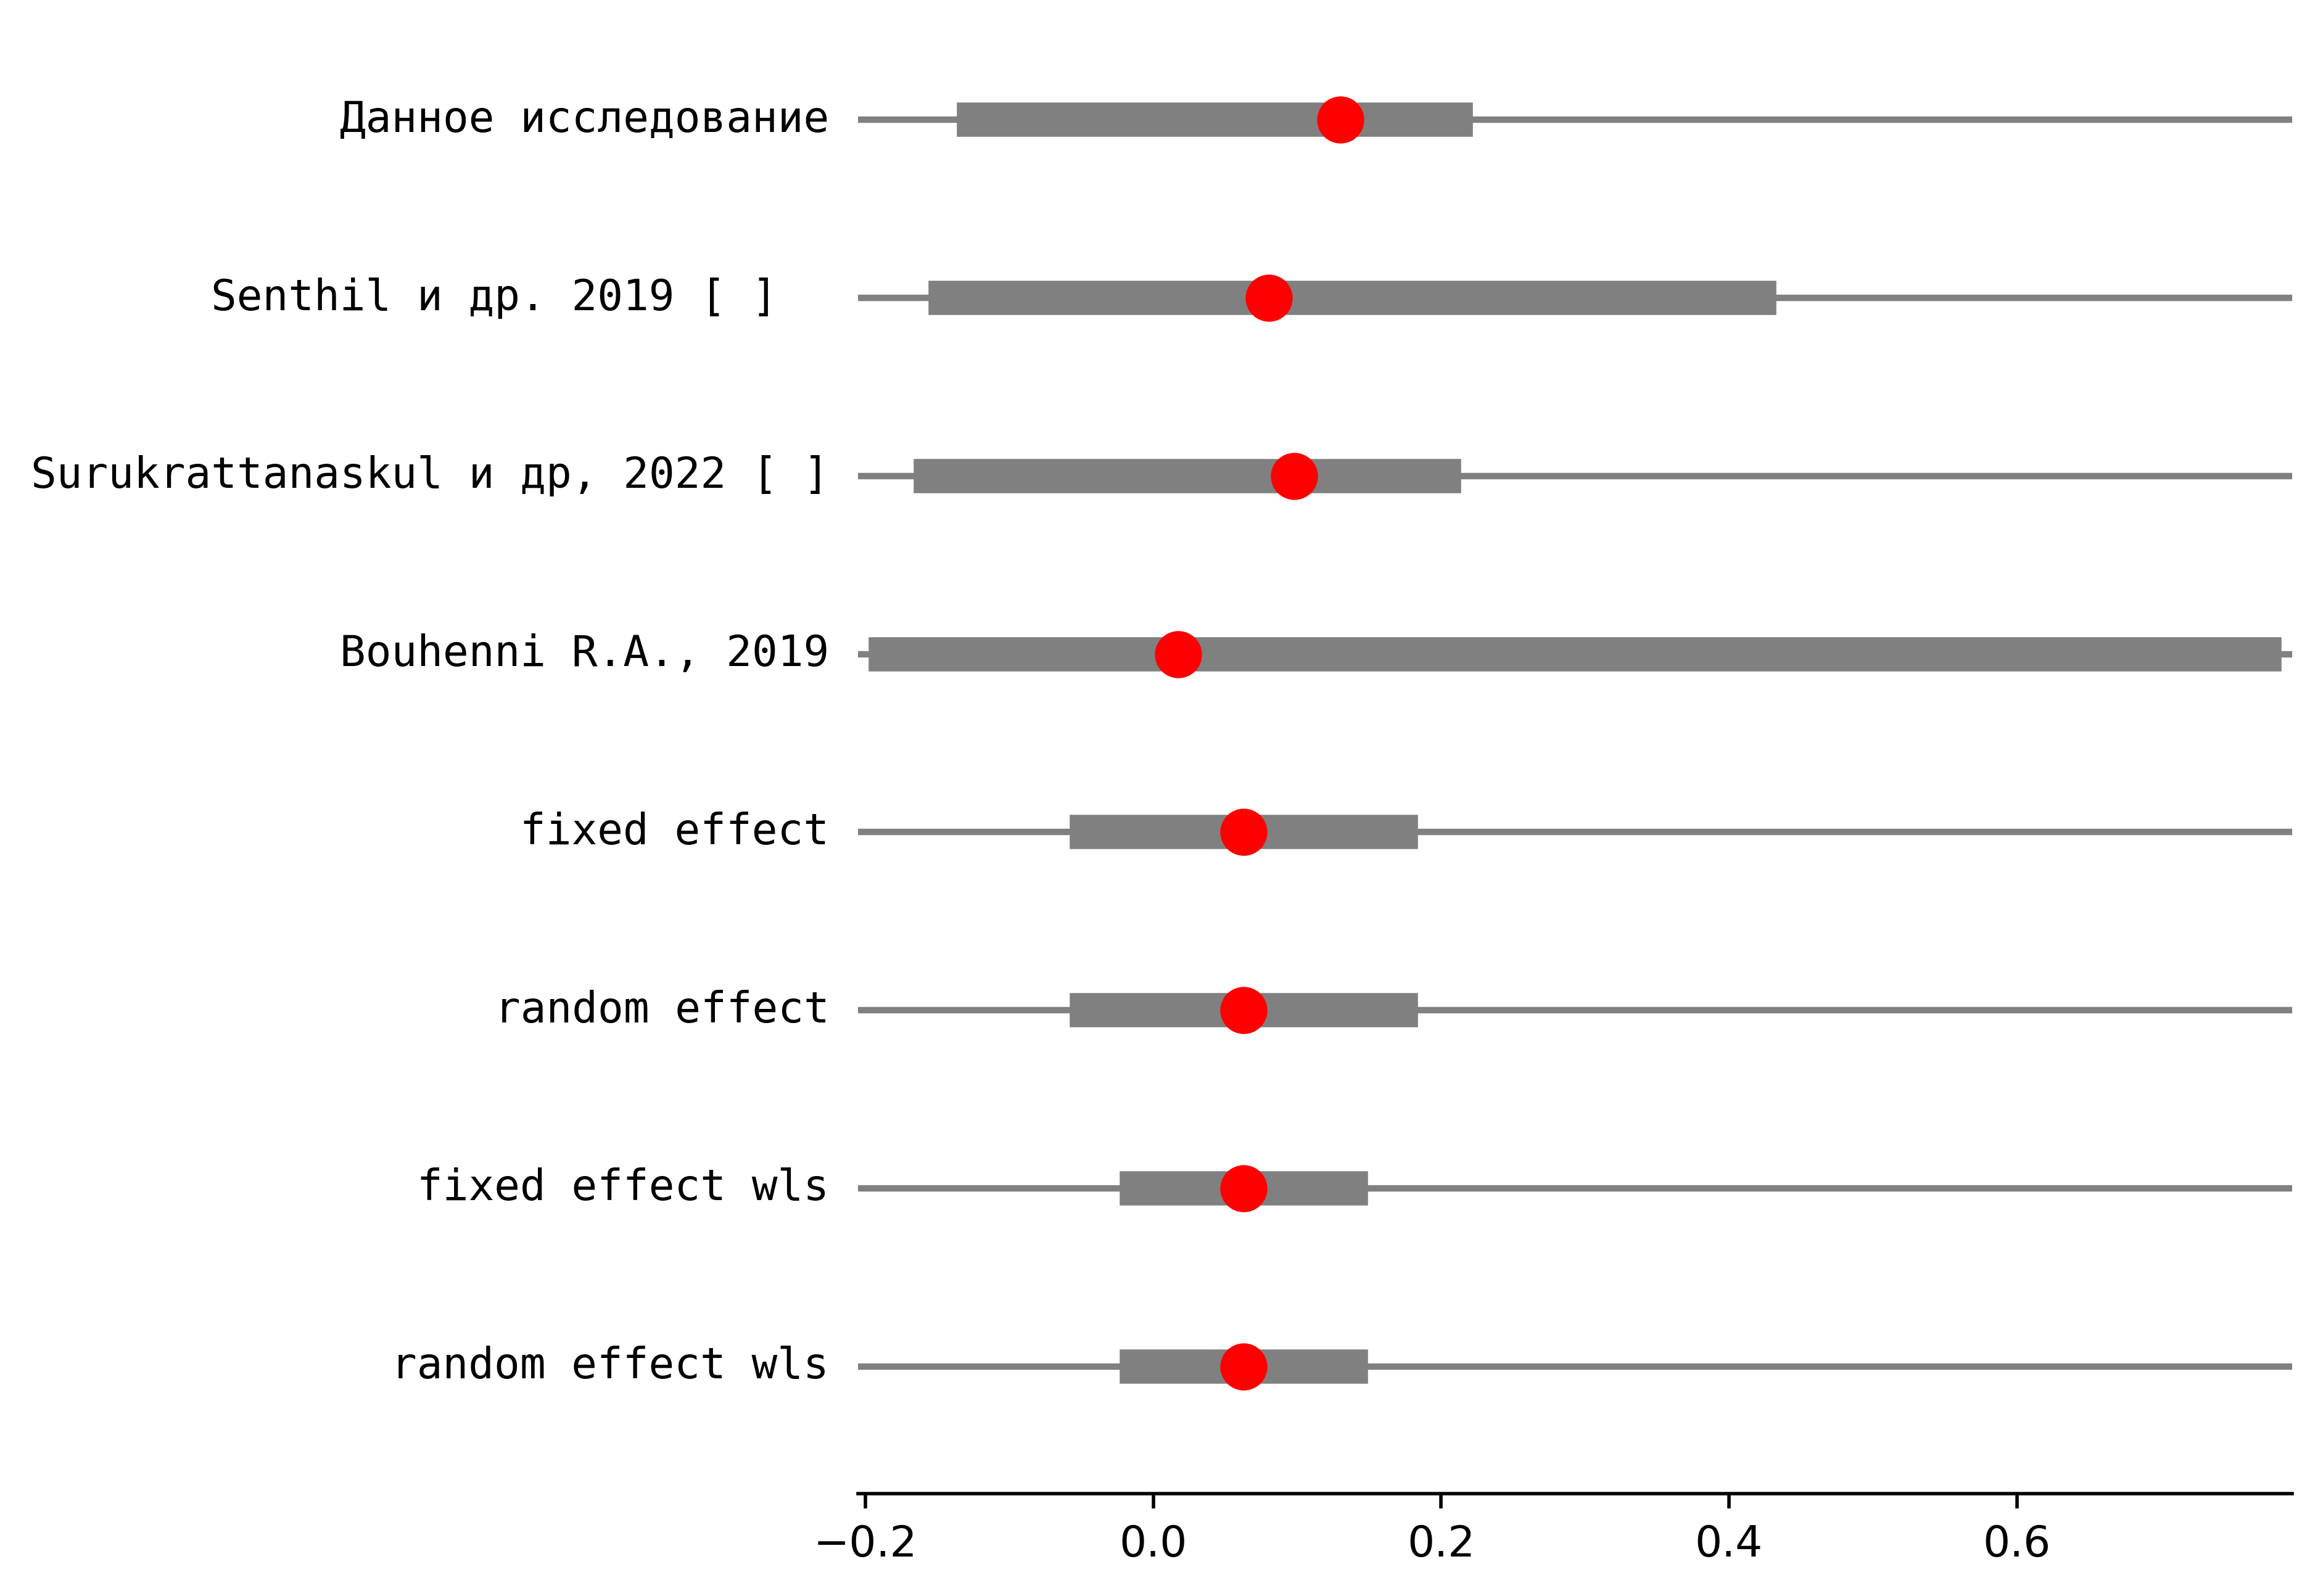 Данное исследование
Senthil и др. 2019 [ ]
Surukrattanaskul и др, 2022 [ ]
Bouhenni R.A., 2019
fixed effect
random effect
fixed effect wls
random effect wls
−0.2 0.0 0.2 0.4 0.6